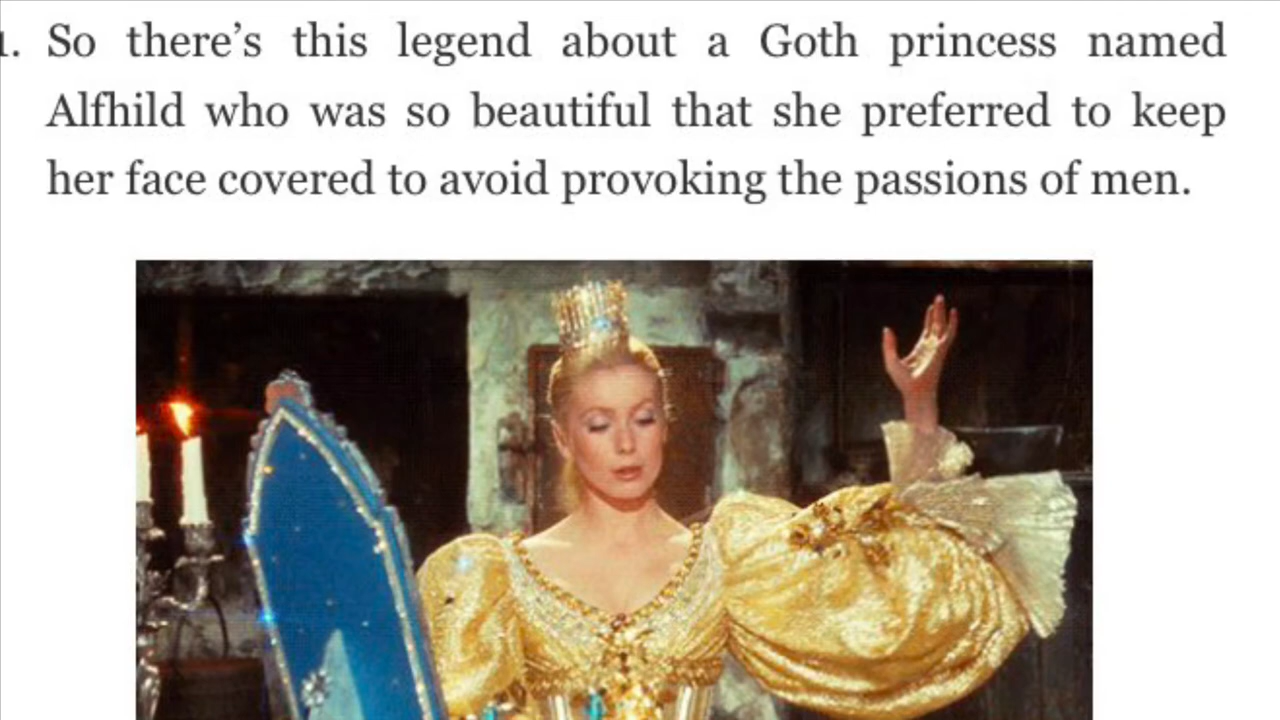 1. So there’s this legend about a Goth princess named
Alfhild who was so beautiful that she preferred to keep
her face covered to avoid provoking the passions of men.